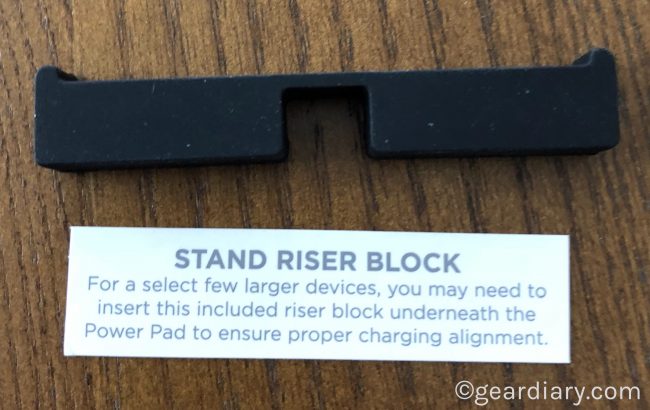 STAND RISER BLOCK
For a select few larger devices, you may need to
insert this included riser block underneath the
Power Pad to ensure proper charging alignment.
©geardiary.com